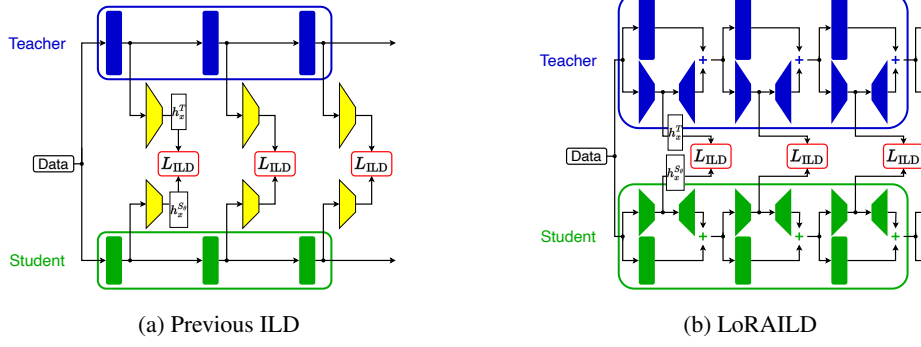 Teacher
h_x^T
Data
L_ILD
L_ILD
L_ILD
h_x^{S_θ}
Student
(a) Previous ILD
Teacher
+
+
+
h_x^T
Data
L_ILD
L_ILD
L_ILD
h_x^{S_θ}
Student
+
+
+
(b) LoRAILD